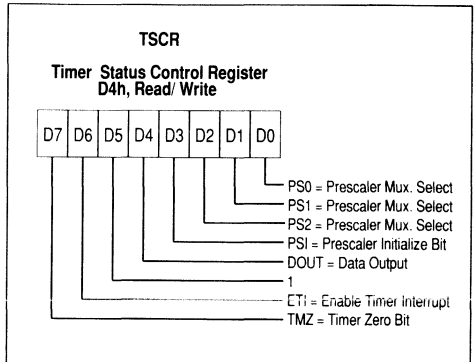 TSCR
Timer Status Control Register
D4h, Read/ Write
D7 D6 D5 D4 D3 D2 D1 D0
PS0 = Prescaler Mux. Select
PS1 = Prescaler Mux. Select
PS2 = Prescaler Mux. Select
PSI = Prescaler Initialize Bit
DOUT = Data Output
1
ETI = Enable Timer Interrupt
TMZ = Timer Zero Bit